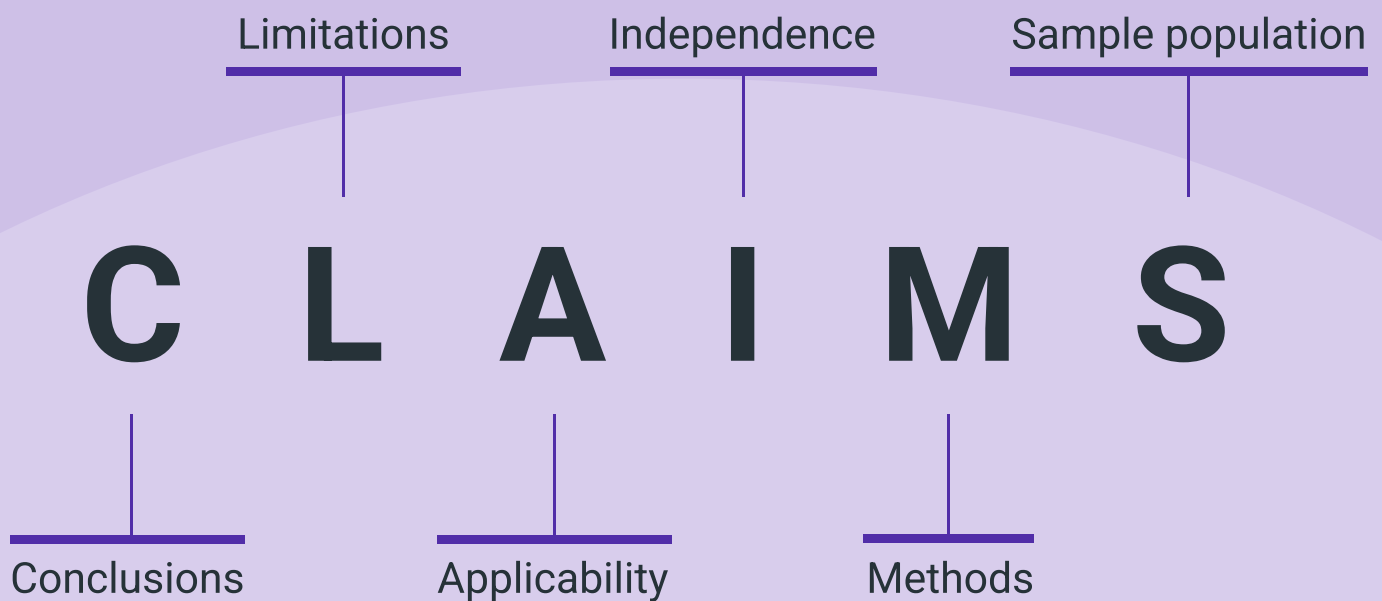 Limitations Independence Sample population
C L A I M S
Conclusions Applicability Methods